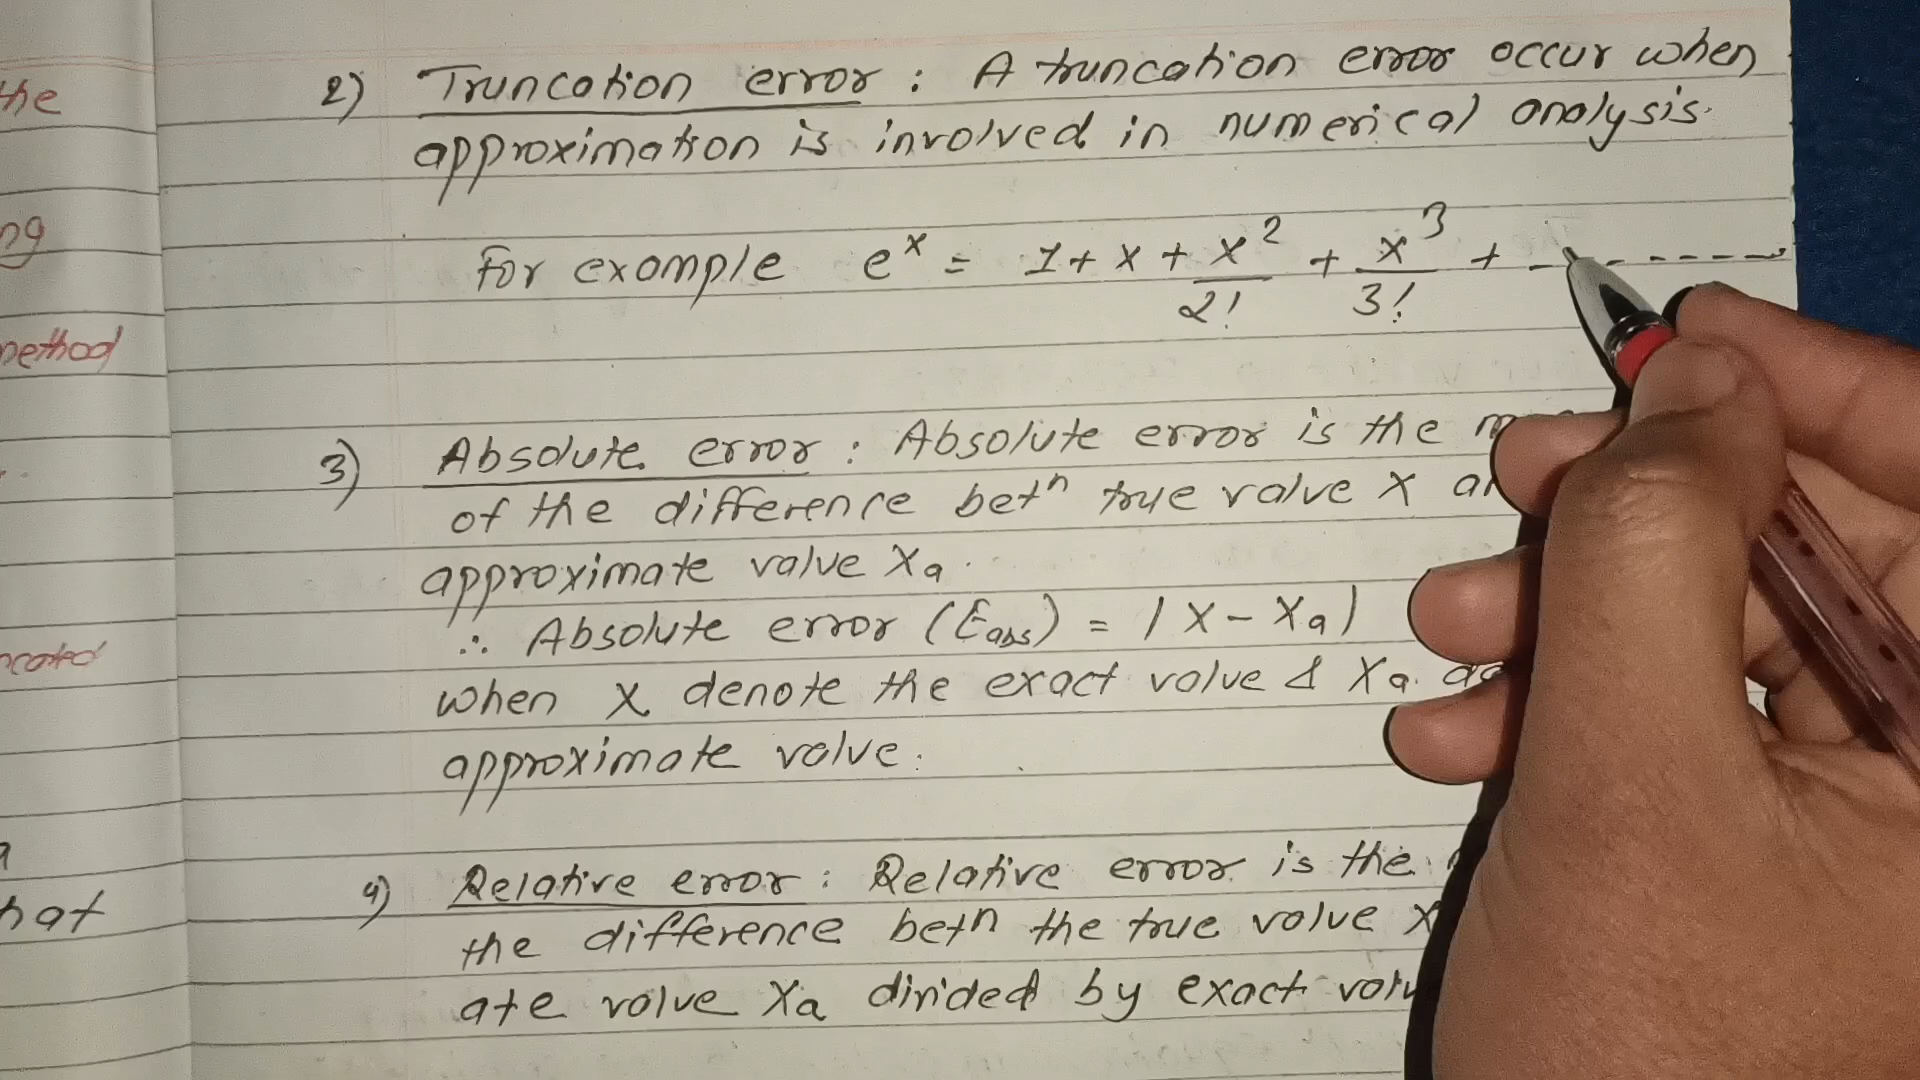 the
ng
method
hat
2) Truncation error : A truncation error occur when
approximation is involved in numerical analysis.
For example e^x = 1 + x + x^2/2! + x^3/3! + -------
3) Absolute error : Absolute error is the
of the difference betn true value X
approximate value Xa.
∴ Absolute error (Eabs) = | X - Xa |
when X denote the exact value & Xa
approximate value.
4) Relative error : Relative error is the
the difference betn the true value X
ate value Xa divided by exact